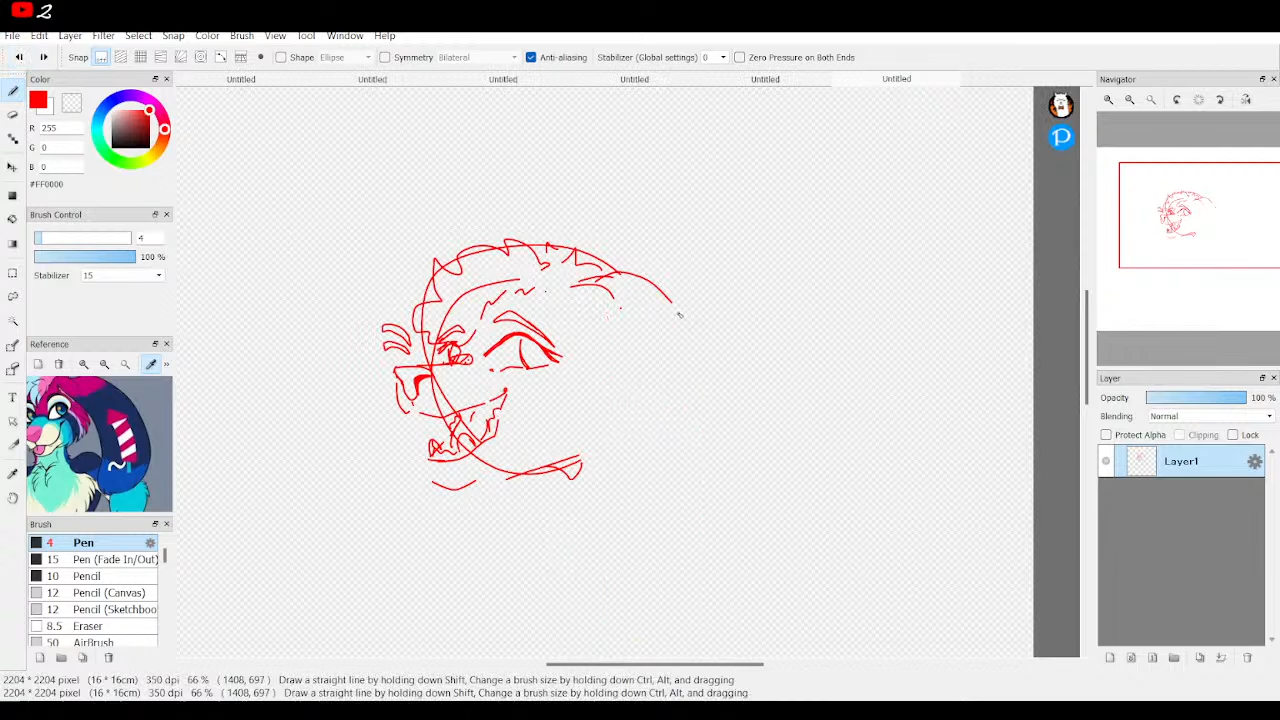 2
File Edit Layer Filter Select Snap Color Brush View Tool Window Help
Snap Shape Ellipse Symmetry Bilateral Anti-aliasing Stabilizer (Global settings) 0 Zero Pressure on Both Ends
Color
Untitled Untitled Untitled Untitled Untitled Untitled
Navigator
R 255
G 0
B 0
#FF0000
Brush Control
4
100 %
Stabilizer 15
Reference
Layer
Opacity 100 %
Blending Normal
Protect Alpha Clipping Lock
Layer1
Brush
4 Pen
15 Pen (Fade In/Out)
10 Pencil
12 Pencil (Canvas)
12 Pencil (Sketchboo
8.5 Eraser
50 AirBrush
2204 * 2204 pixel (16 * 16cm) 350 dpi 66 % ( 1408, 697 ) Draw a straight line by holding down Shift, Change a brush size by holding down Ctrl, Alt, and dragging
2204 * 2204 pixel (16 * 16cm) 350 dpi 66 % ( 1408, 697 ) Draw a straight line by holding down Shift, Change a brush size by holding down Ctrl, Alt, and dragging